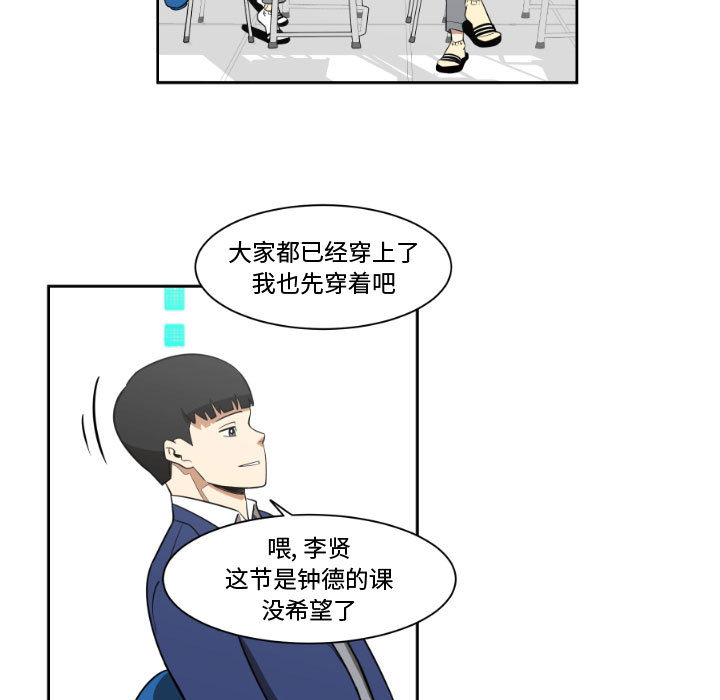 大家都已经穿上了
我也先穿着吧
喂, 李贤
这节是钟德的课
没希望了